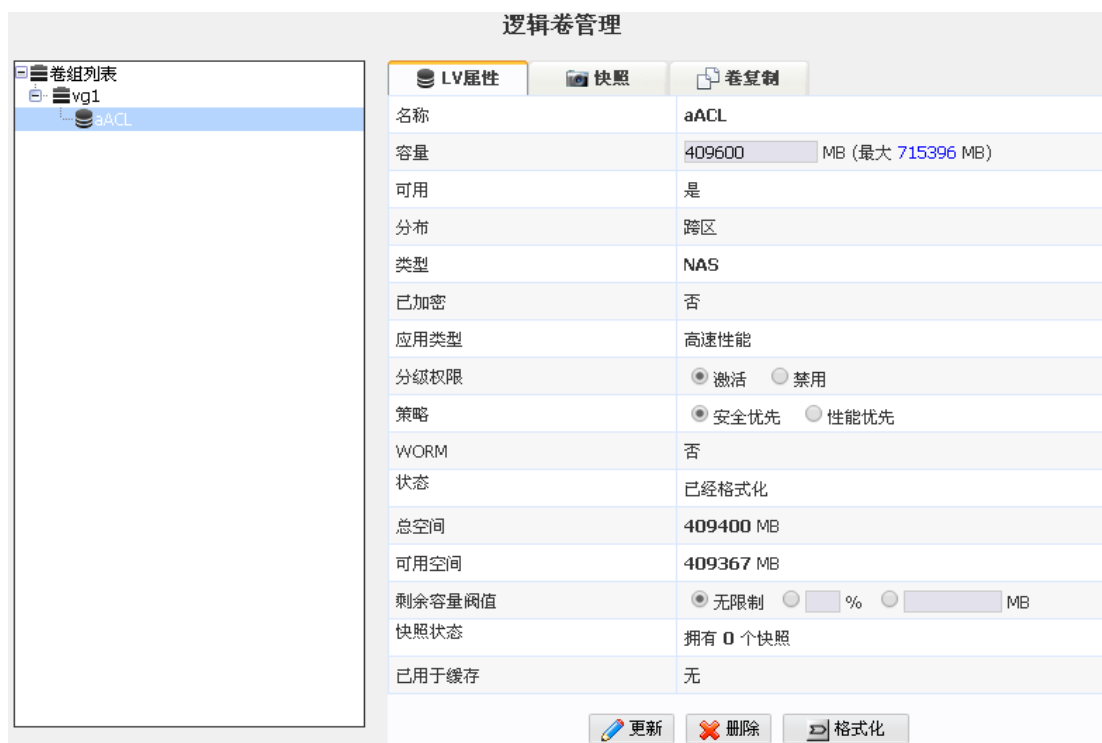 逻辑卷管理
卷组列表
vg1
aACL
LV属性 快照 卷复制
名称 aACL
容量 409600 MB (最大 715396 MB)
可用 是
分布 跨区
类型 NAS
已加密 否
应用类型 高速性能
分级权限 激活 禁用
策略 安全优先 性能优先
WORM 否
状态 已经格式化
总空间 409400 MB
可用空间 409367 MB
剩余容量阀值 无限制 % MB
快照状态 拥有 0 个快照
已用于缓存 无
更新 删除 格式化